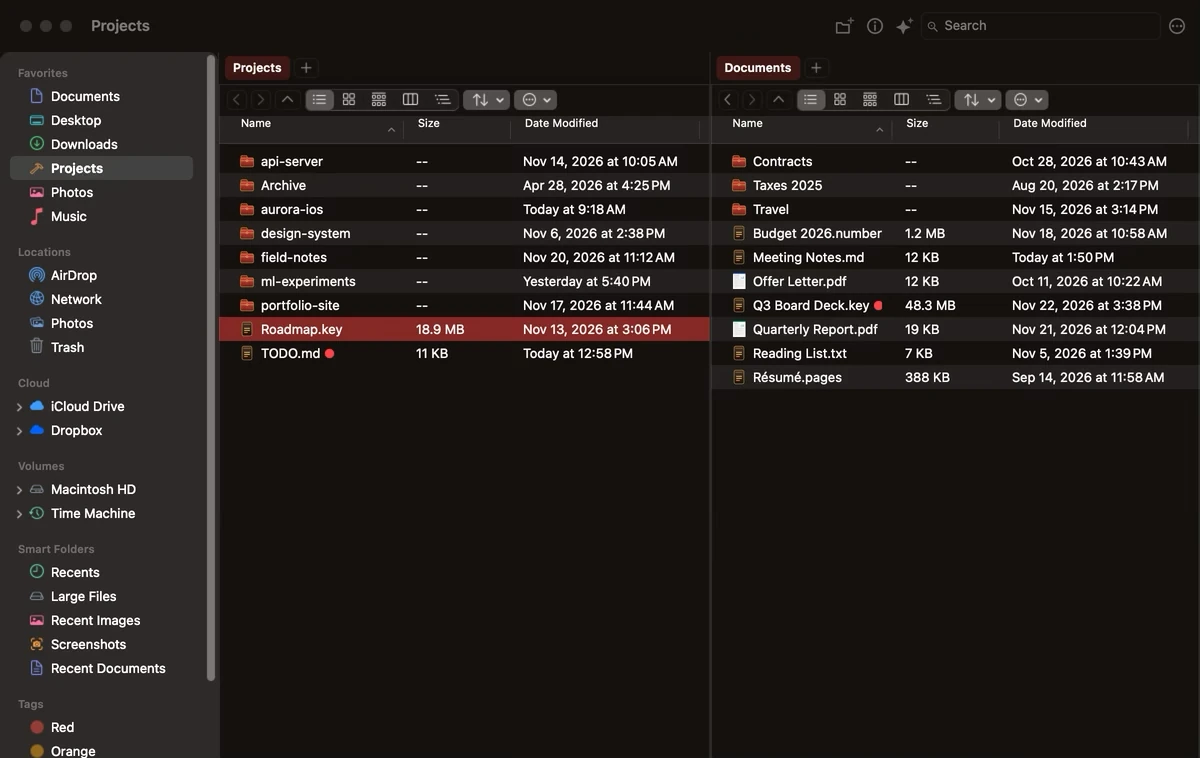 Projects
Search
Favorites
Documents
Desktop
Downloads
Projects
Photos
Music
Locations
AirDrop
Network
Photos
Trash
Cloud
iCloud Drive
Dropbox
Volumes
Macintosh HD
Time Machine
Smart Folders
Recents
Large Files
Recent Images
Screenshots
Recent Documents
Tags
Red
Orange
Projects
Name Size Date Modified
api-server -- Nov 14, 2026 at 10:05 AM
Archive -- Apr 28, 2026 at 4:25 PM
aurora-ios -- Today at 9:18 AM
design-system -- Nov 6, 2026 at 2:38 PM
field-notes -- Nov 20, 2026 at 11:12 AM
ml-experiments -- Yesterday at 5:40 PM
portfolio-site -- Nov 17, 2026 at 11:44 AM
Roadmap.key 18.9 MB Nov 13, 2026 at 3:06 PM
TODO.md 11 KB Today at 12:58 PM
Documents
Name Size Date Modified
Contracts -- Oct 28, 2026 at 10:43 AM
Taxes 2025 -- Aug 20, 2026 at 2:17 PM
Travel -- Nov 15, 2026 at 3:14 PM
Budget 2026.number 1.2 MB Nov 18, 2026 at 10:58 AM
Meeting Notes.md 12 KB Today at 1:50 PM
Offer Letter.pdf 12 KB Oct 11, 2026 at 10:22 AM
Q3 Board Deck.key 48.3 MB Nov 22, 2026 at 3:38 PM
Quarterly Report.pdf 19 KB Nov 21, 2026 at 12:04 PM
Reading List.txt 7 KB Nov 5, 2026 at 1:39 PM
Résumé.pages 388 KB Sep 14, 2026 at 11:58 AM